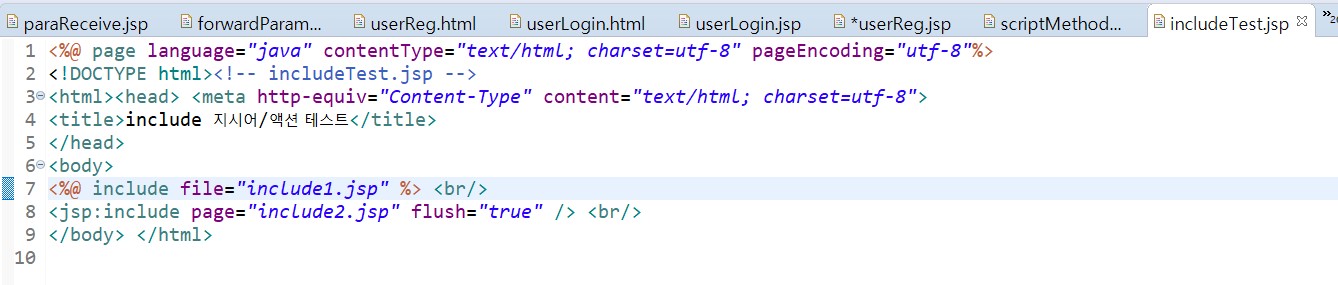 paraReceive.jsp forwardParam... userReg.html userLogin.html userLogin.jsp *userReg.jsp scriptMethod... includeTest.jsp
1 <%@ page language="java" contentType="text/html; charset=utf-8" pageEncoding="utf-8"%>
2 <!DOCTYPE html><!-- includeTest.jsp -->
3 <html><head> <meta http-equiv="Content-Type" content="text/html; charset=utf-8">
4 <title>include 지시어/액션 테스트</title>
5 </head>
6 <body>
7 <%@ include file="include1.jsp" %> <br/>
8 <jsp:include page="include2.jsp" flush="true" /> <br/>
9 </body> </html>
10